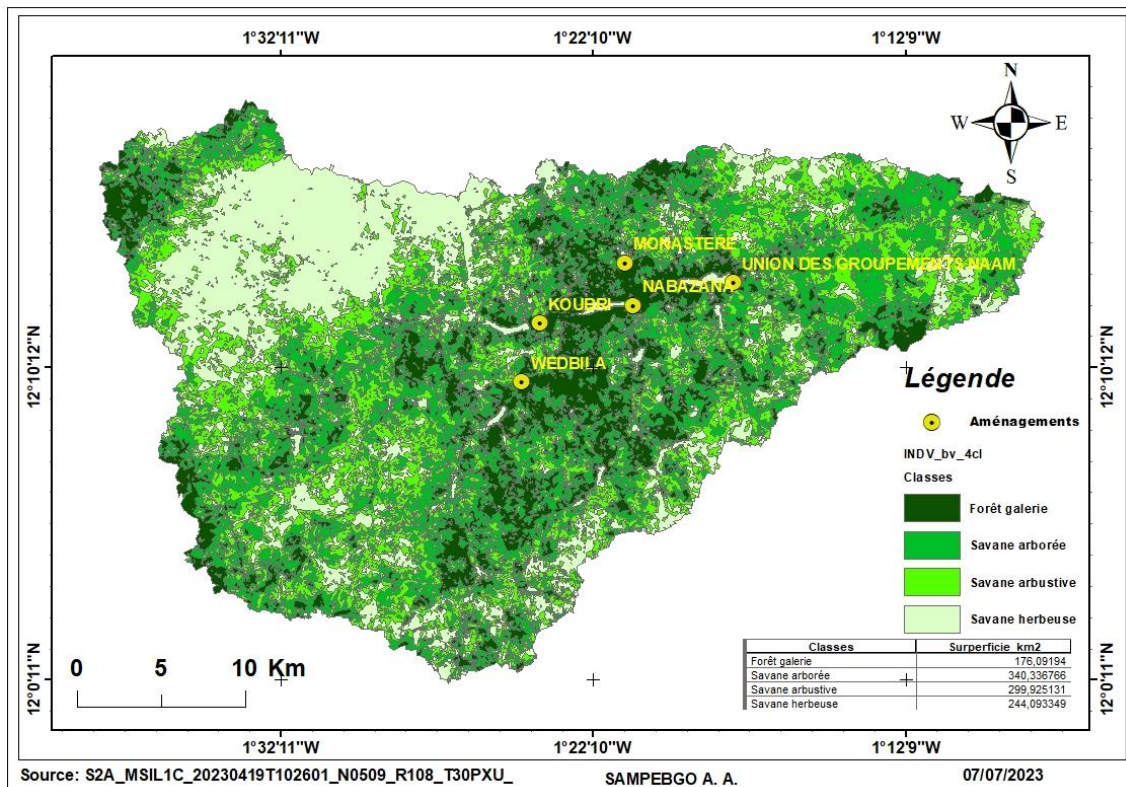 1°32'11"W 1°22'10"W 1°12'9"W
N
W E
S
MONASTERE
UNION DES GROUPEMENTS NAAM
NABAZANA
KOUBRI
WEDBILA
12°10'12"N 12°10'12"N
Légende
Aménagements
INDV_bv_4cl
Classes
Forêt galerie
Savane arborée
Savane arbustive
Savane herbeuse
Classes Surperficie km2
Forêt galerie 176,09194
Savane arborée 340,336766
Savane arbustive 299,925131
Savane herbeuse 244,093349
0 5 10 Km
12°0'11"N 12°0'11"N
1°32'11"W 1°22'10"W 1°12'9"W
Source: S2A_MSIL1C_20230419T102601_N0509_R108_T30PXU_ SAMPEBGO A. A. 07/07/2023